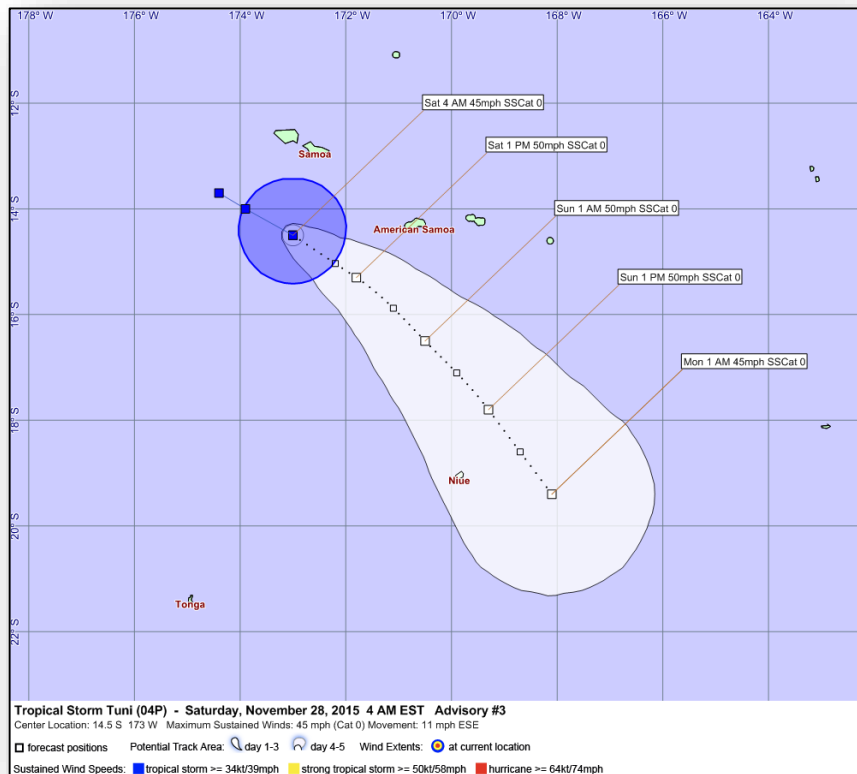 178° W 176° W 174° W 172° W 170° W 168° W 166° W 164° W
12° S
14° S
16° S
18° S
20° S
22° S
Sat 4 AM 45mph SSCat 0
Sat 1 PM 50mph SSCat 0
Samoa
Sun 1 AM 50mph SSCat 0
American Samoa
Sun 1 PM 50mph SSCat 0
Mon 1 AM 45mph SSCat 0
Niue
Tonga
Tropical Storm Tuni (04P) - Saturday, November 28, 2015 4 AM EST Advisory #3
Center Location: 14.5 S 173 W Maximum Sustained Winds: 45 mph (Cat 0) Movement: 11 mph ESE
forecast positions Potential Track Area: day 1-3 day 4-5 Wind Extents: at current location
Sustained Wind Speeds: tropical storm >= 34kt/39mph strong tropical storm >= 50kt/58mph hurricane >= 64kt/74mph